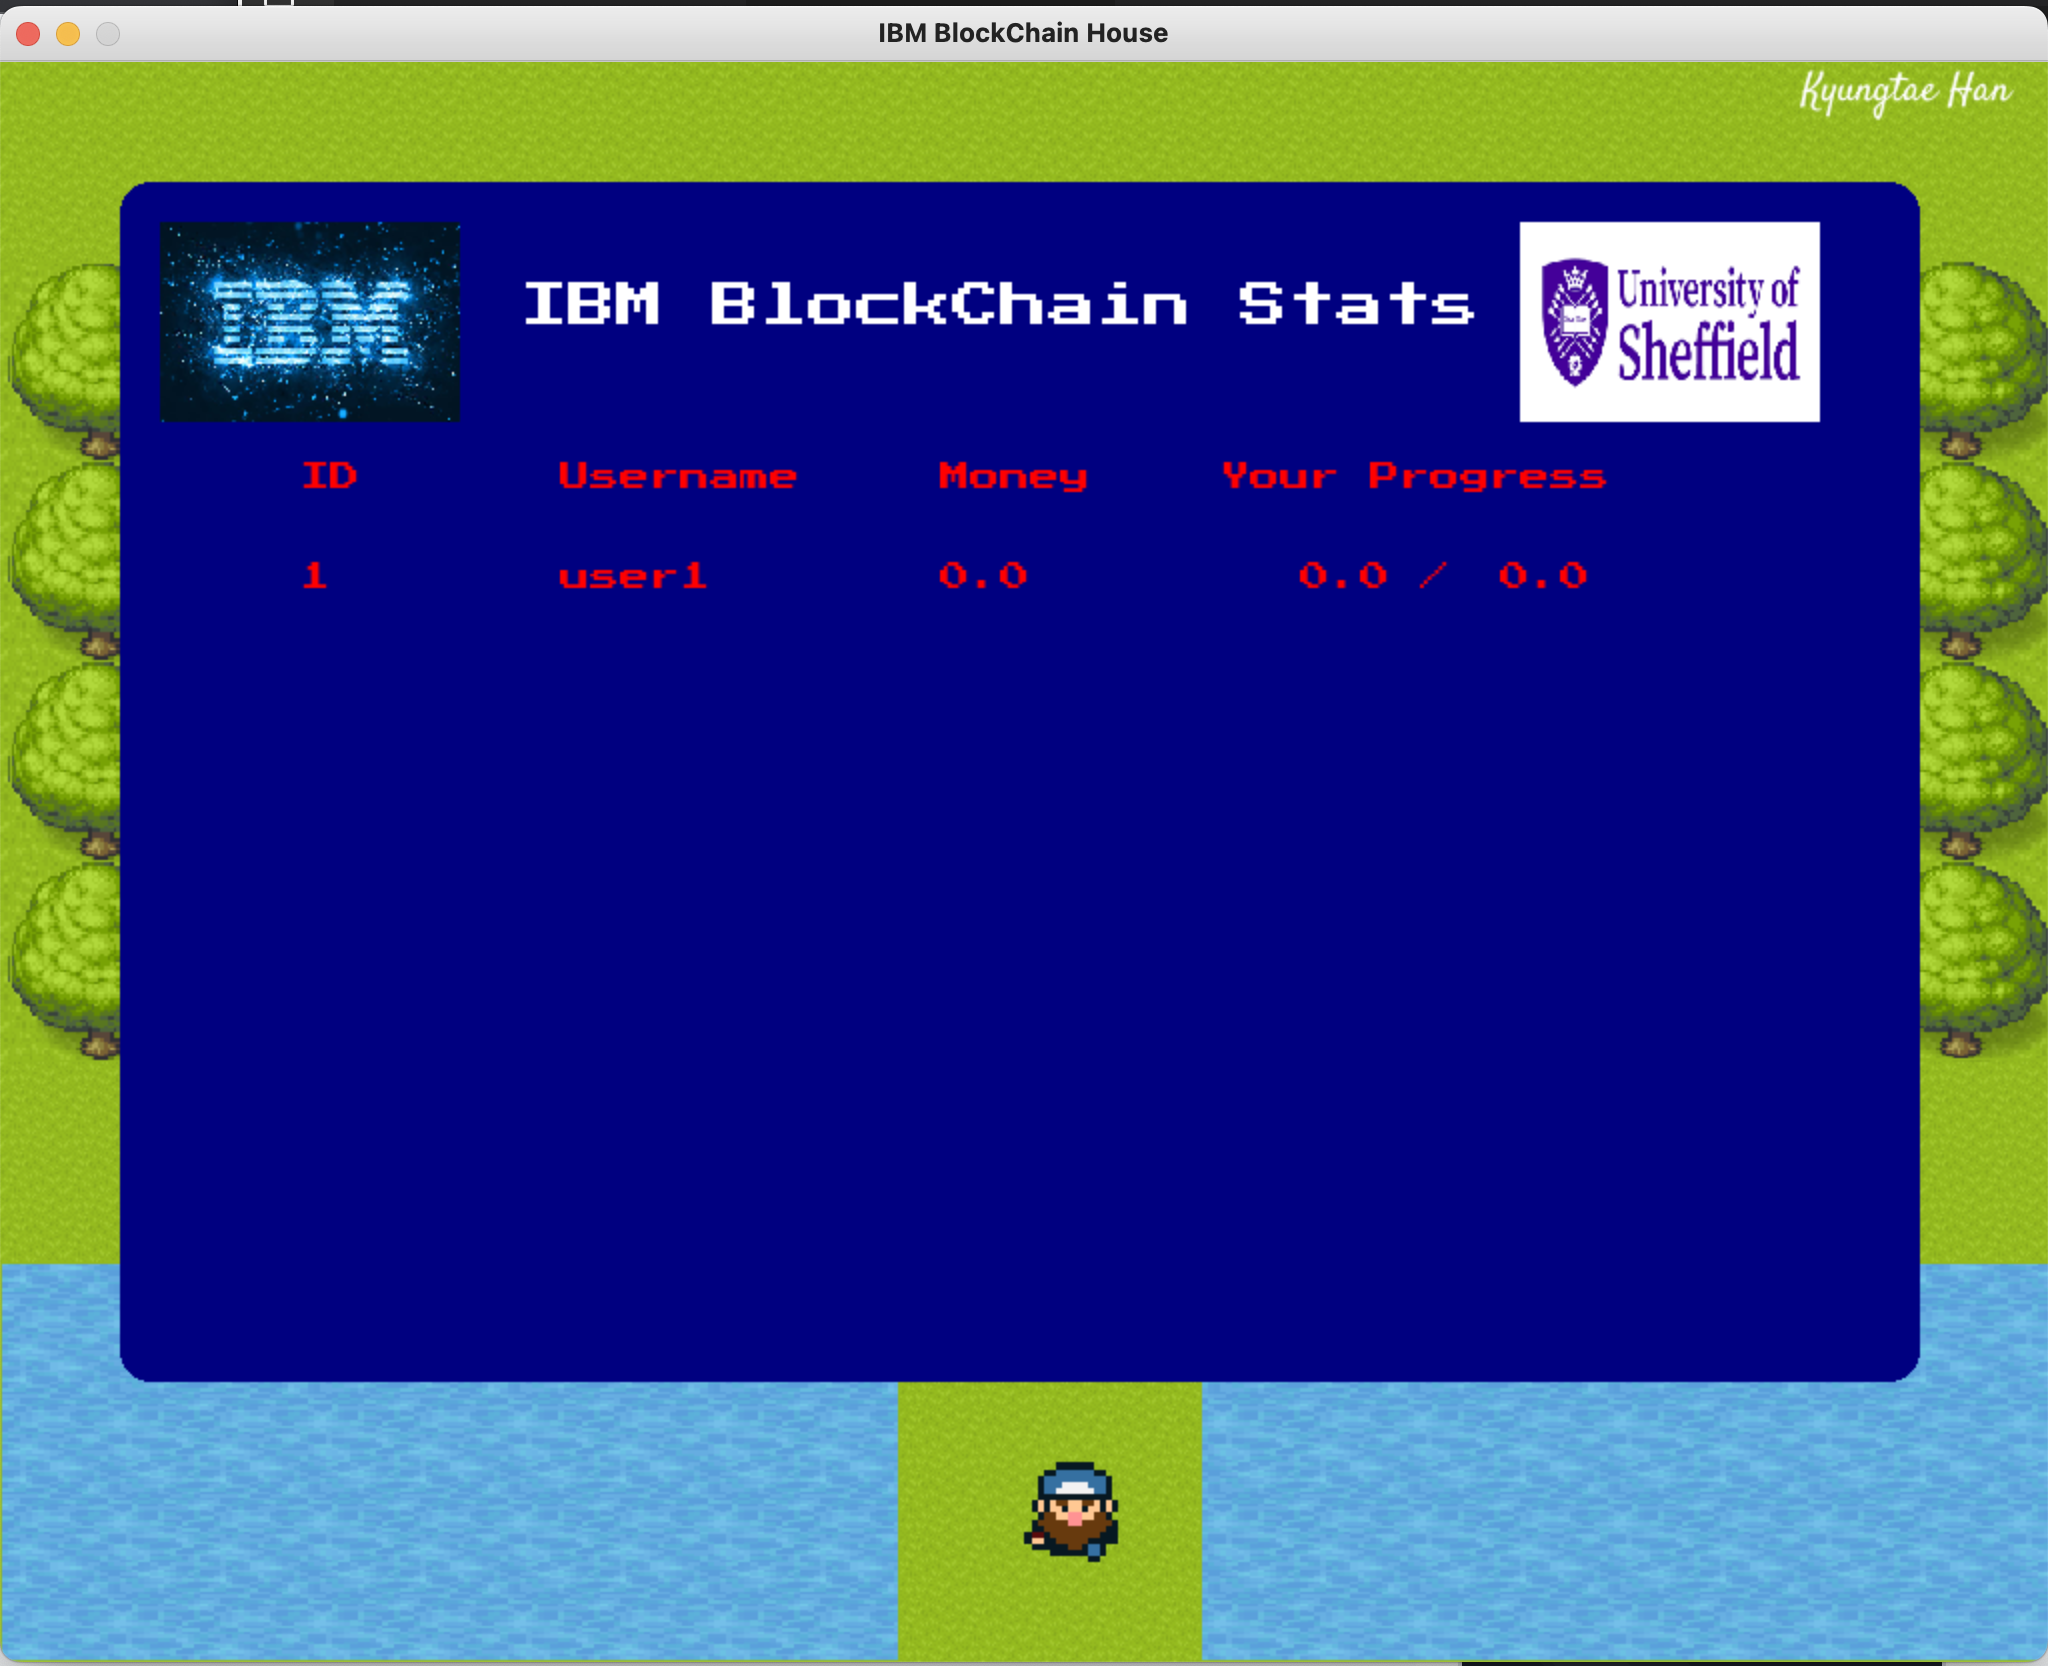 IBM BlockChain House
Kyungtae Han
IBM
IBM BlockChain Stats
University of
Sheffield
ID Username Money Your Progress
1 user1 0.0 0.0 / 0.0